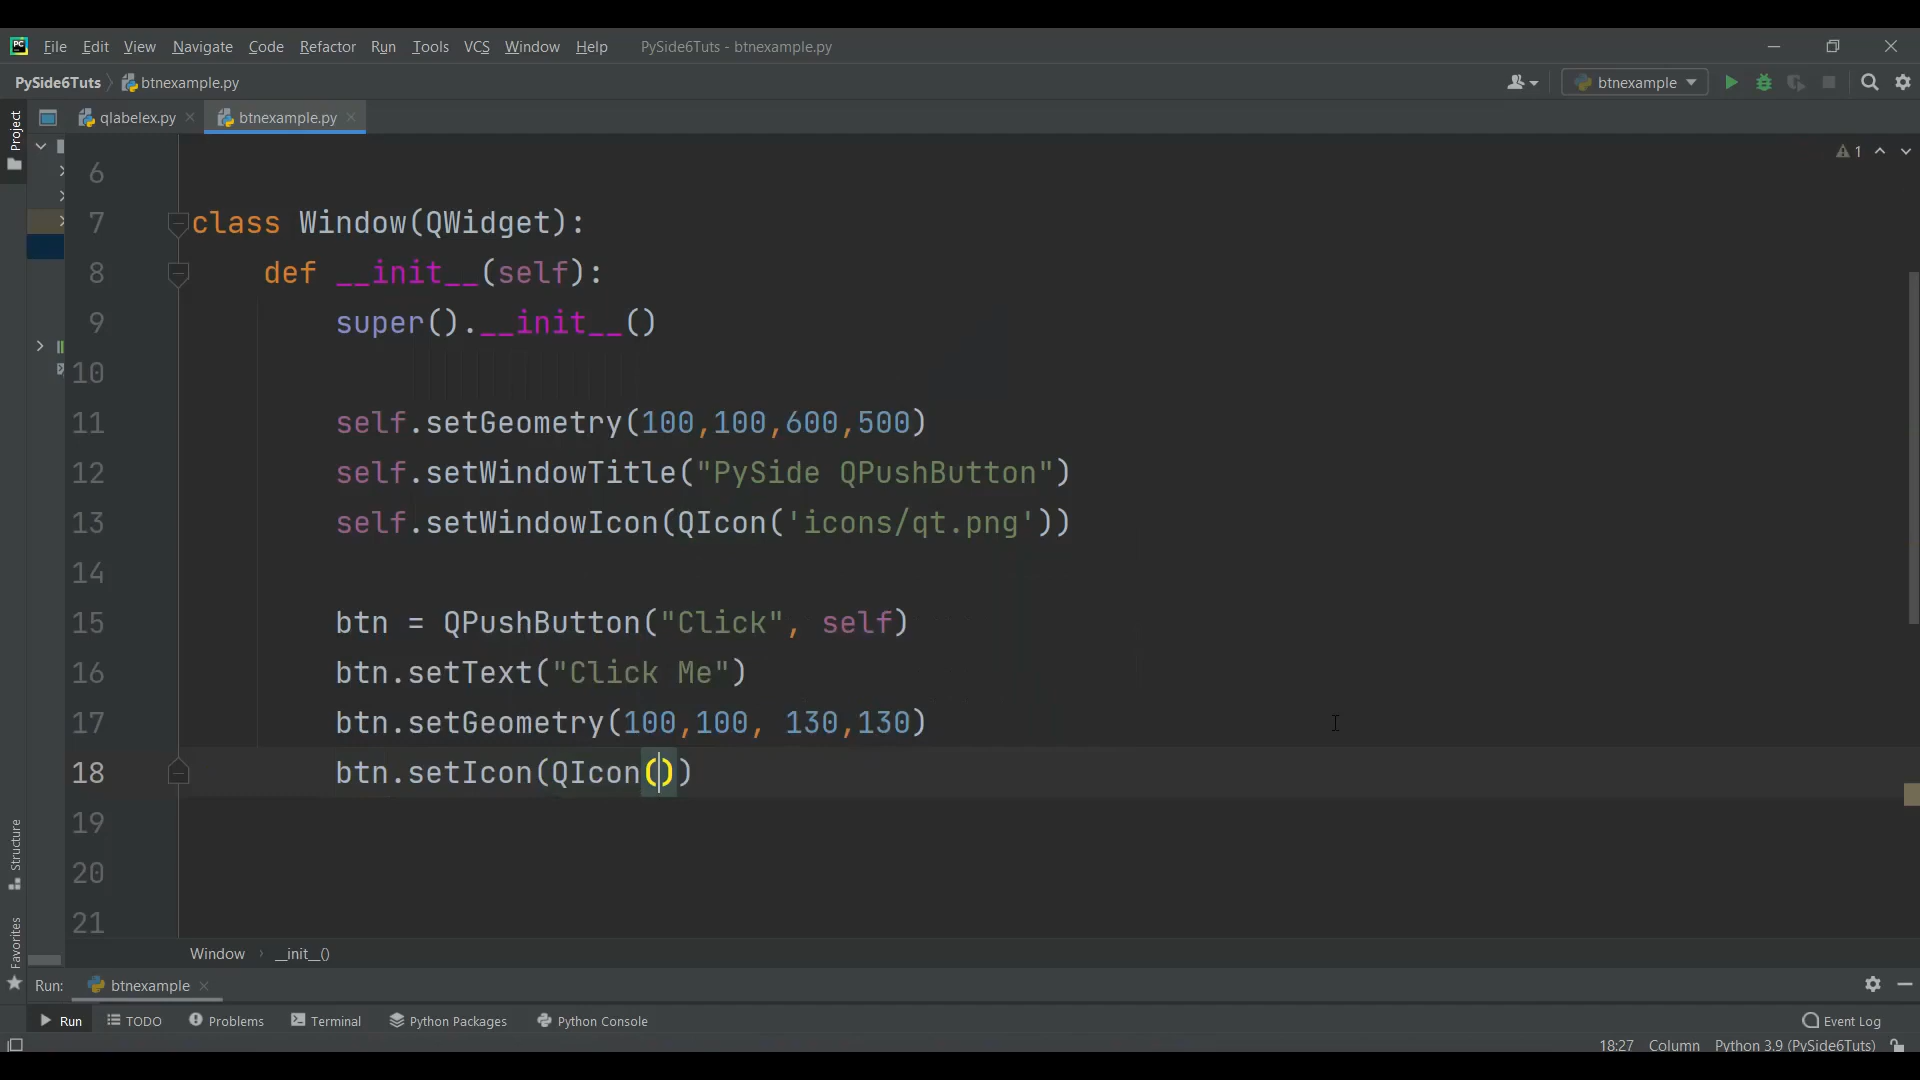 PC File Edit View Navigate Code Refactor Run Tools VCS Window Help PySide6Tuts - btnexample.py
PySide6Tuts btnexample.py btnexample
Project qlabelex.py btnexample.py
1
6
7 class Window(QWidget):
8 def __init__(self):
9 super().__init__()
10
11 self.setGeometry(100,100,600,500)
12 self.setWindowTitle("PySide QPushButton")
13 self.setWindowIcon(QIcon('icons/qt.png'))
14
15 btn = QPushButton("Click", self)
16 btn.setText("Click Me")
17 btn.setGeometry(100,100, 130,130)
18 btn.setIcon(QIcon())
19
20
21
Structure
Favorites
Window __init__()
Run: btnexample
Run TODO Problems Terminal Python Packages Python Console Event Log
18:27 Column Python 3.9 (PySide6Tuts)